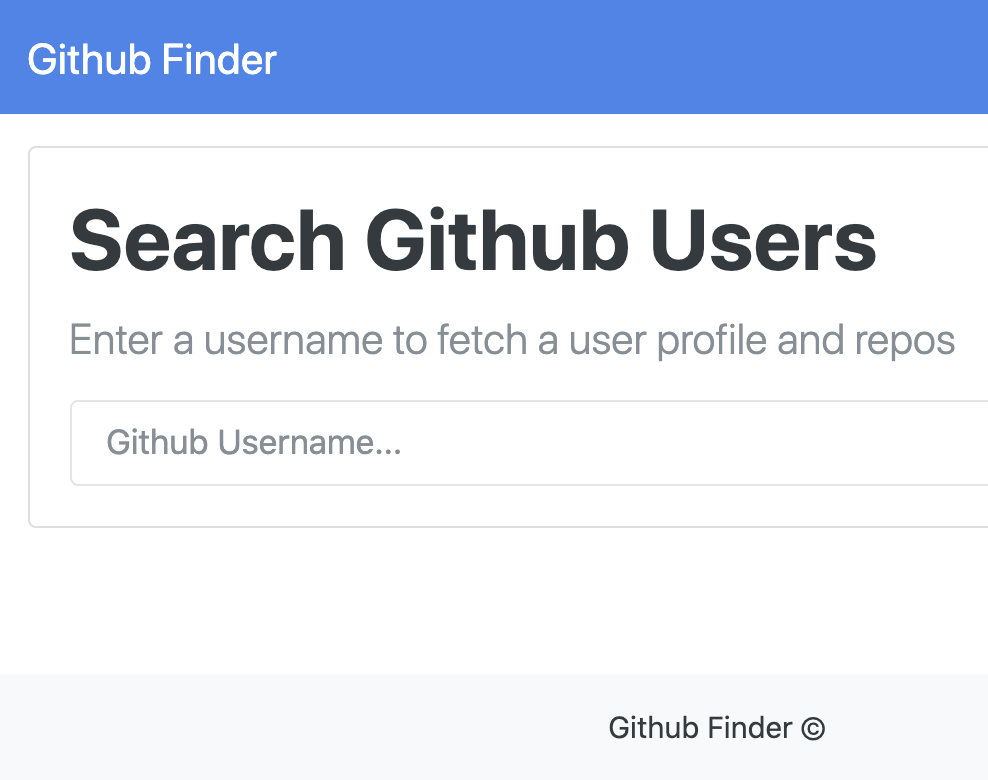 Github Finder
Search Github Users
Enter a username to fetch a user profile and repos
Github Username...
Github Finder ©